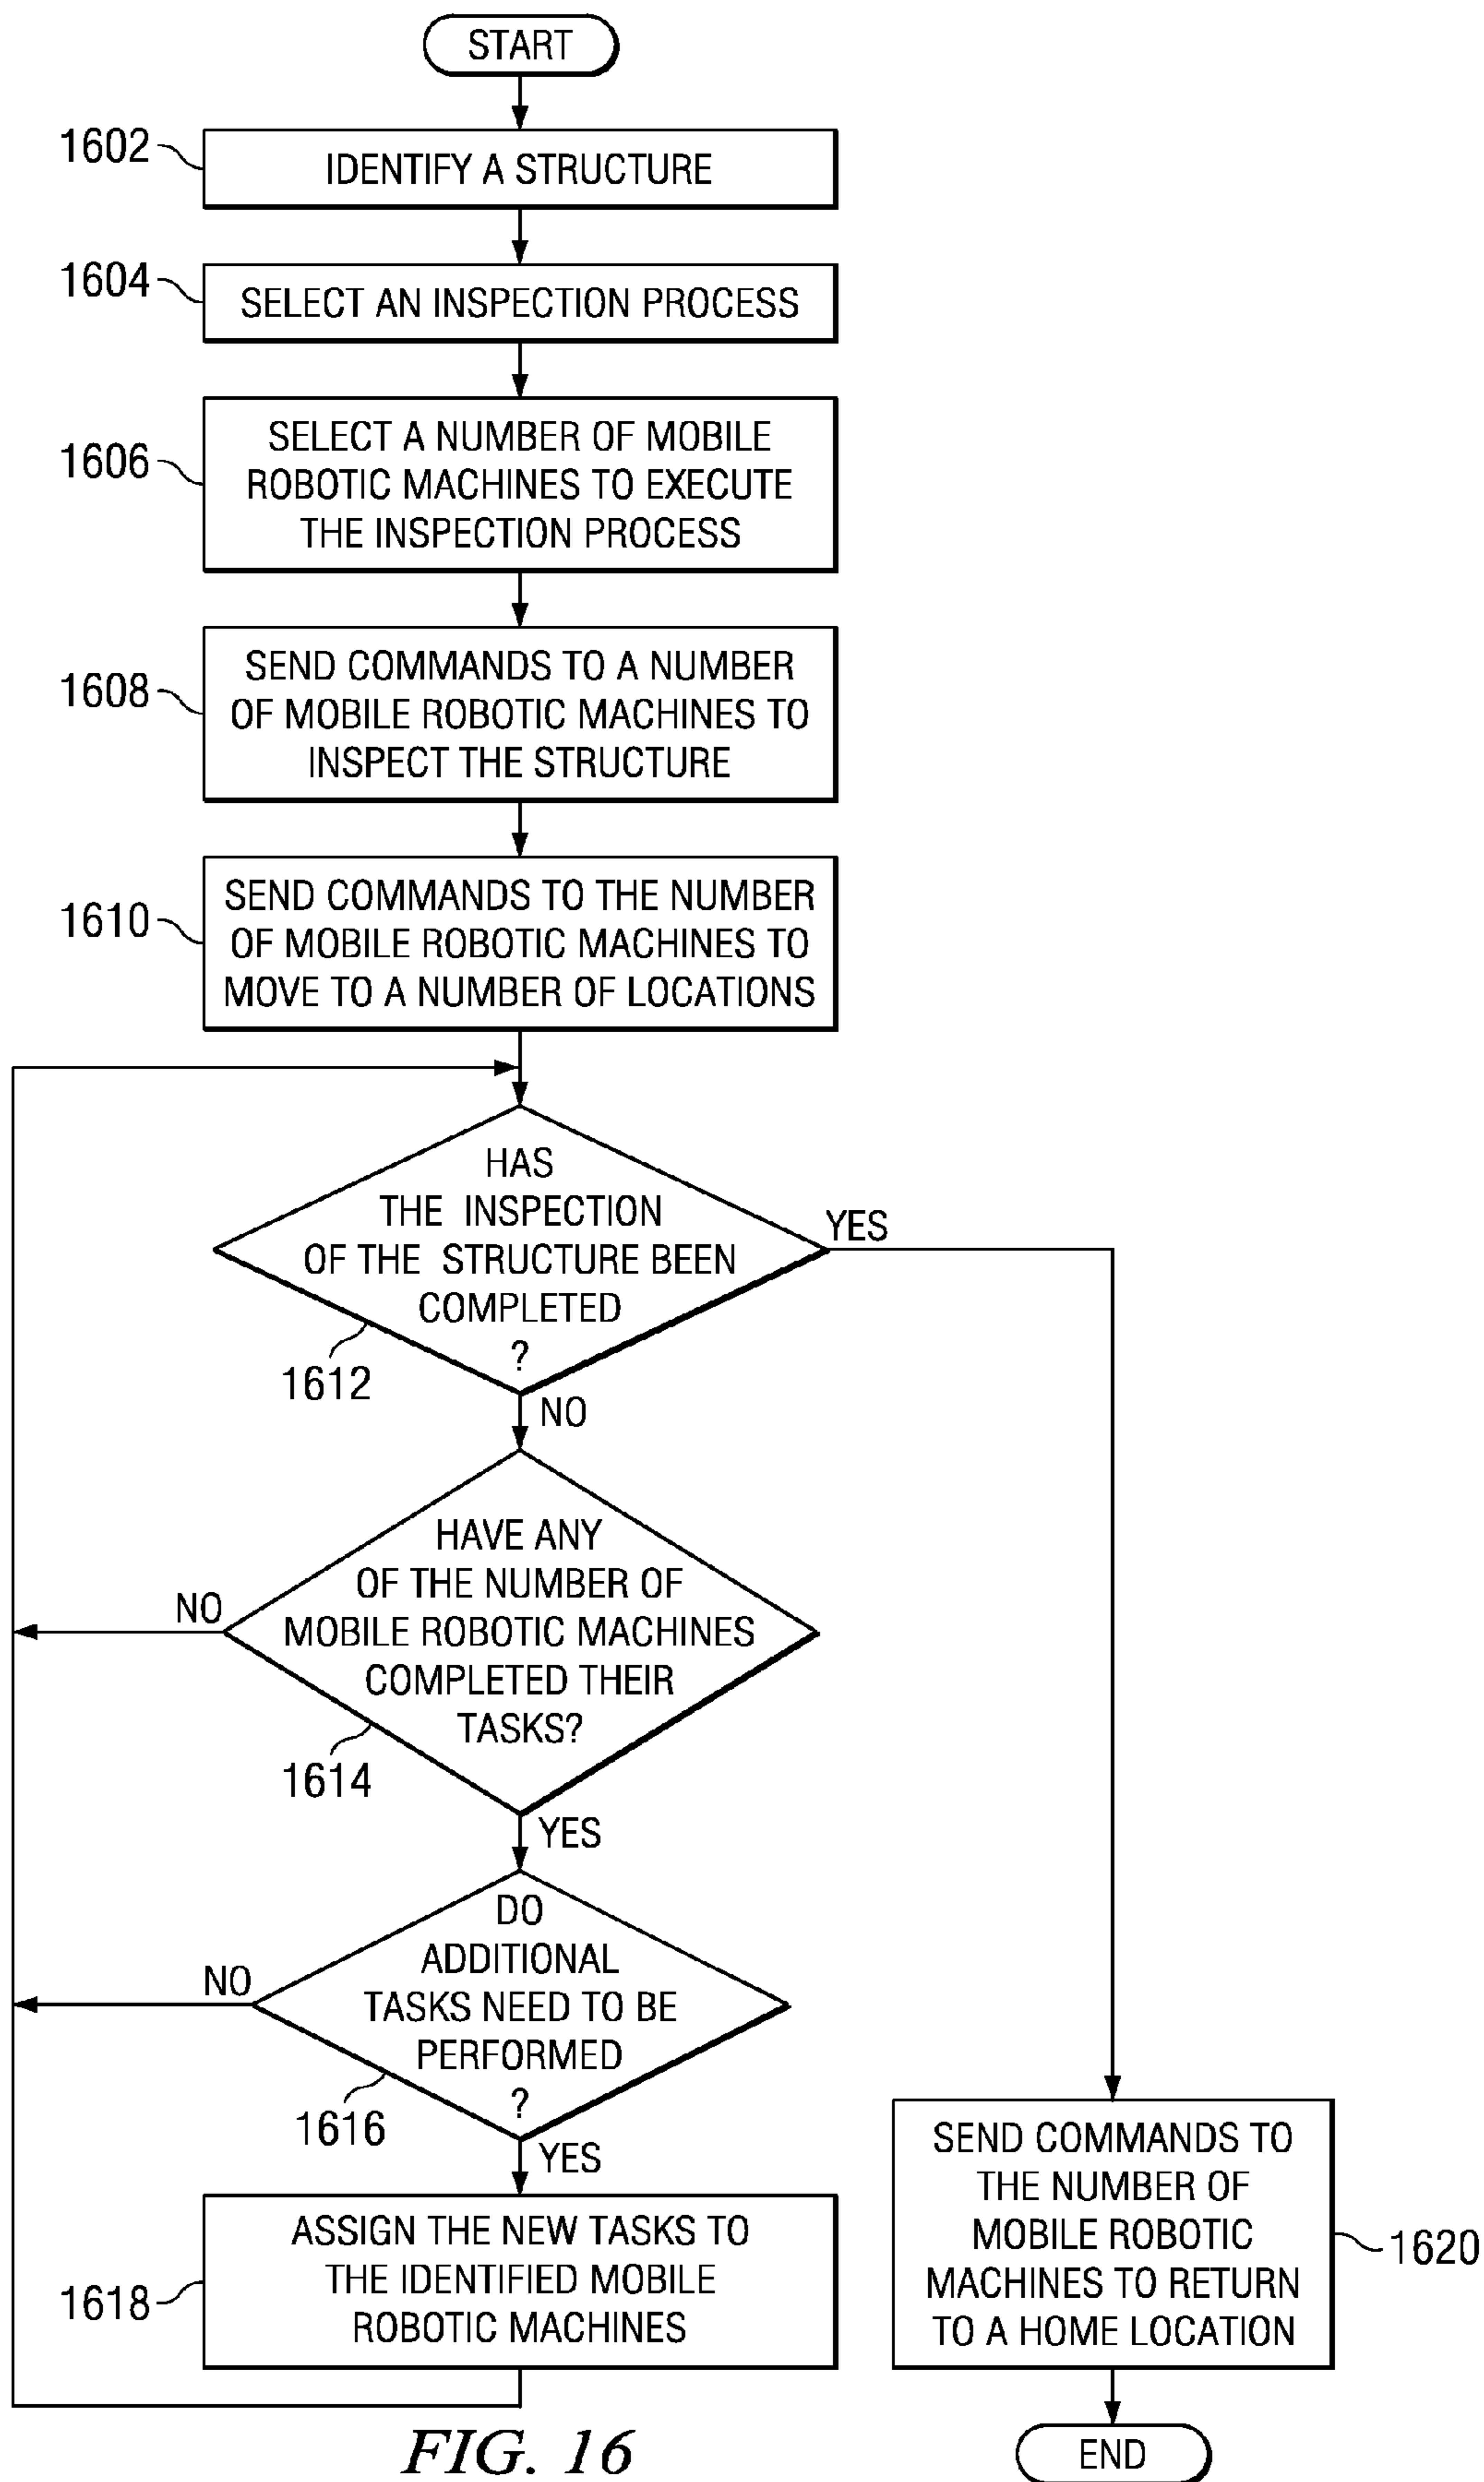 START
1602
IDENTIFY A STRUCTURE
1604
SELECT AN INSPECTION PROCESS
1606
SELECT A NUMBER OF MOBILE
ROBOTIC MACHINES TO EXECUTE
THE INSPECTION PROCESS
1608
SEND COMMANDS TO A NUMBER
OF MOBILE ROBOTIC MACHINES TO
INSPECT THE STRUCTURE
1610
SEND COMMANDS TO THE NUMBER
OF MOBILE ROBOTIC MACHINES TO
MOVE TO A NUMBER OF LOCATIONS
HAS
THE INSPECTION
OF THE STRUCTURE BEEN
COMPLETED
?
1612
YES
NO
HAVE ANY
OF THE NUMBER OF
MOBILE ROBOTIC MACHINES
COMPLETED THEIR
TASKS?
1614
NO
YES
DO
ADDITIONAL
TASKS NEED TO BE
PERFORMED
?
1616
NO
YES
1618
ASSIGN THE NEW TASKS TO
THE IDENTIFIED MOBILE
ROBOTIC MACHINES
SEND COMMANDS TO
THE NUMBER OF
MOBILE ROBOTIC
MACHINES TO RETURN
TO A HOME LOCATION
1620
END
FIG. 16